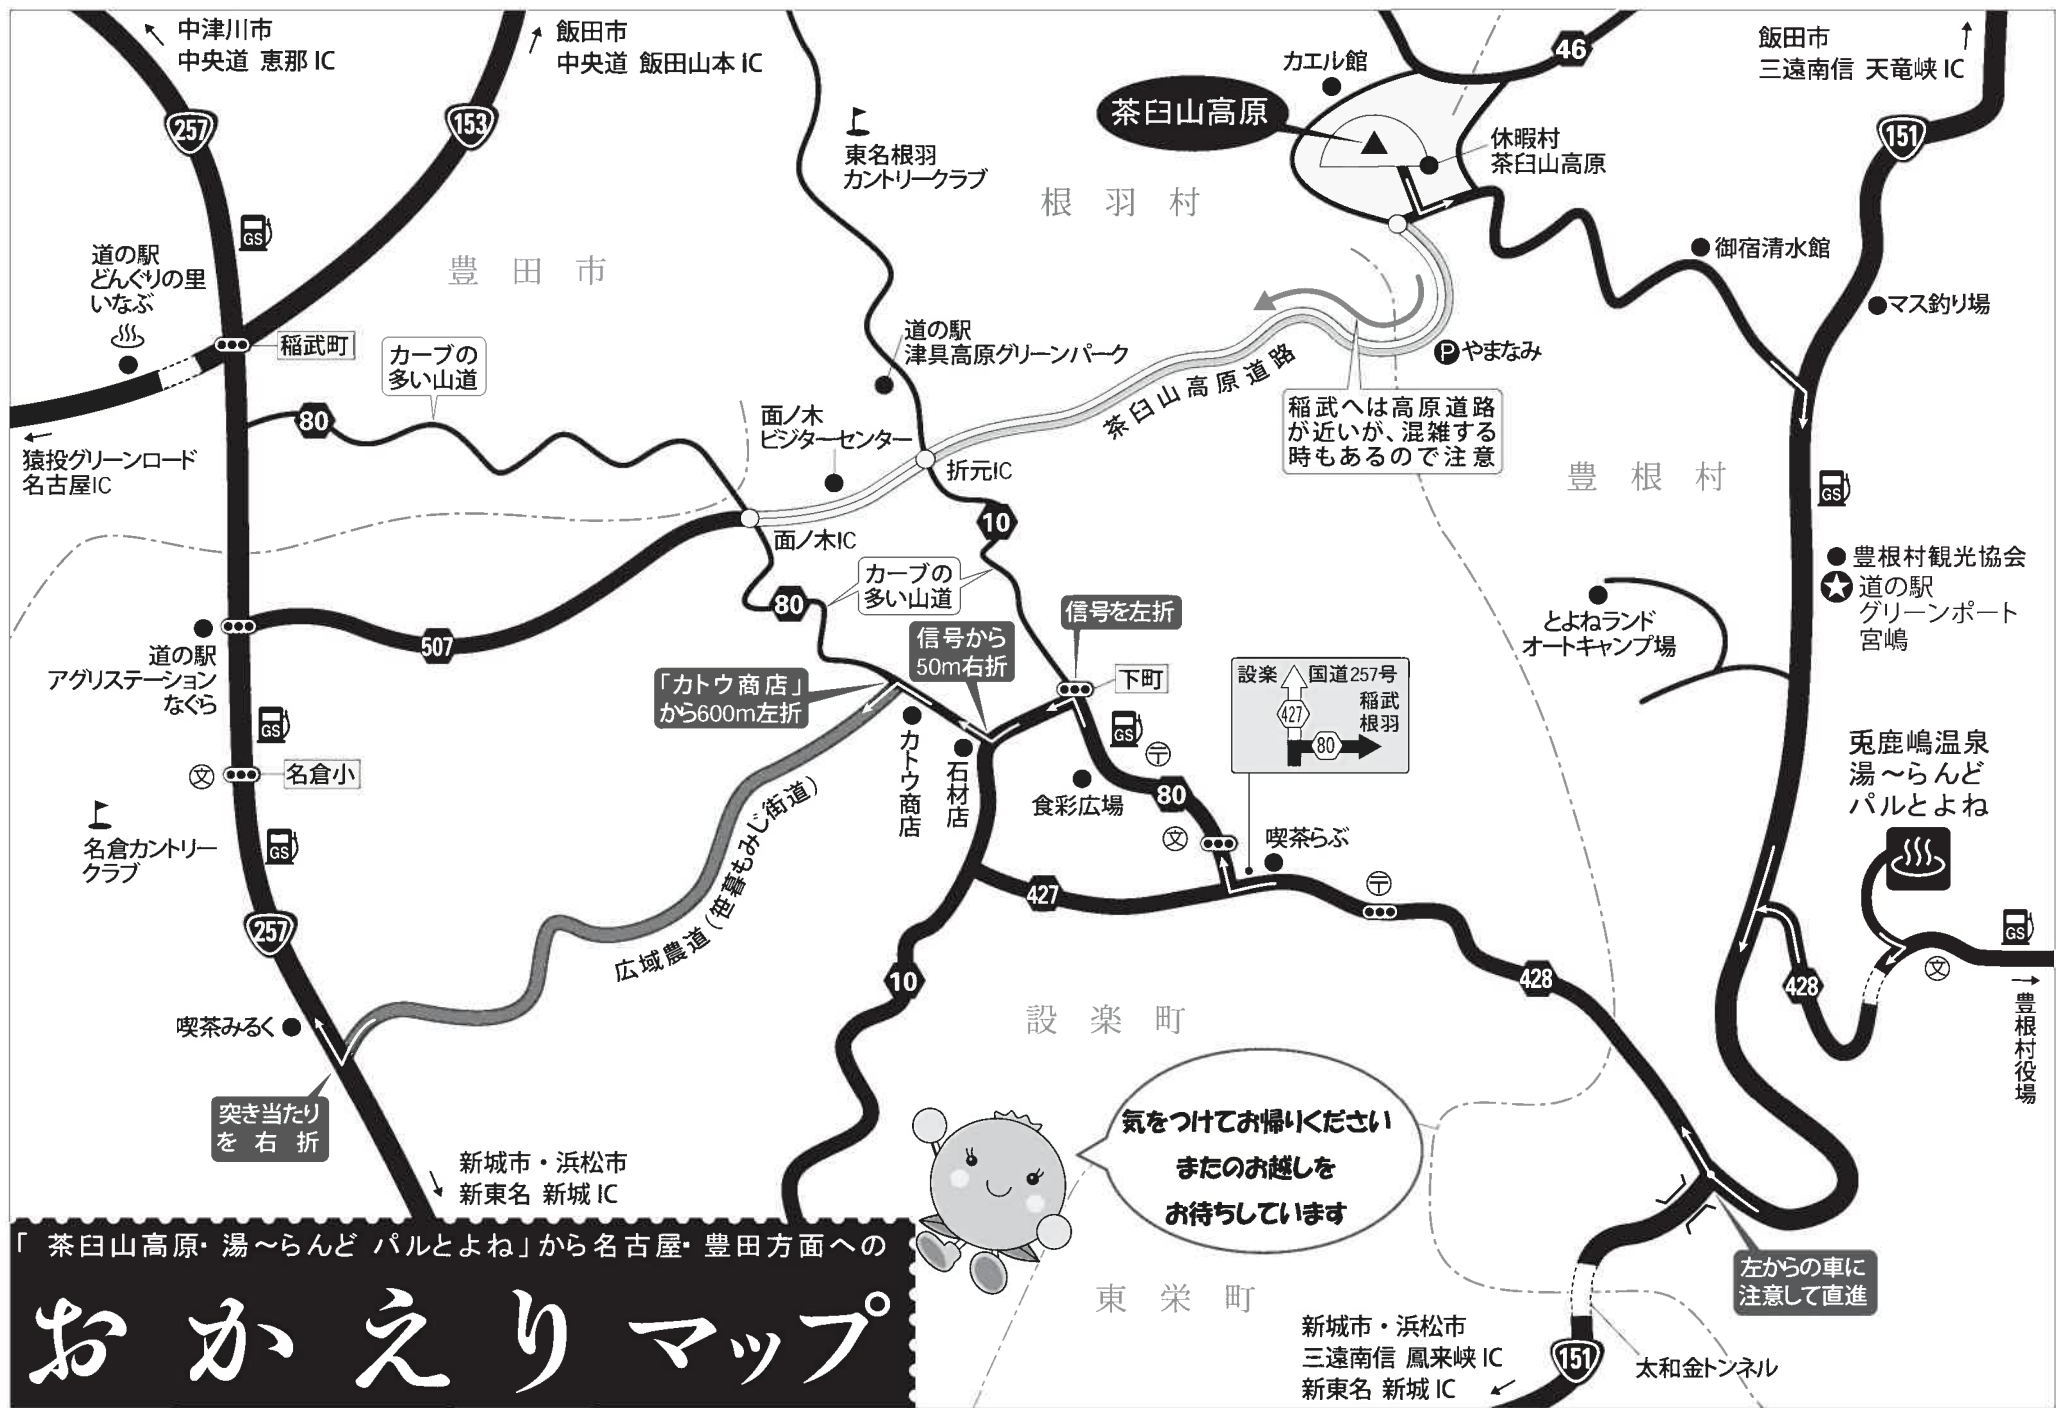 中津川市
中央道 恵那 IC
飯田市
中央道 飯田山本 IC
飯田市
三遠南信 天竜峡 IC
257
153
46
151
カエル館
茶臼山高原
休暇村
茶臼山高原
東名根羽
カントリークラブ
根羽村
豊田市
GS
道の駅
どんぐりの里
いなぶ
稲武町
カーブの
多い山道
80
御宿清水館
マス釣り場
道の駅
津具高原グリーンパーク
P やまなみ
茶臼山高原道路
稲武へは高原道路
が近いが、混雑する
時もあるので注意
面ノ木
ビジターセンター
折元IC
猿投グリーンロード
名古屋IC
豊根村
GS
10
面ノ木IC
カーブの
多い山道
80
豊根村観光協会
道の駅
グリーンポート
宮嶋
とよねランド
オートキャンプ場
信号を左折
信号から
50m右折
下町
507
道の駅
アグリステーション
なぐら
「カトウ商店」
から600m左折
設楽
国道257号
427
稲武
根羽
80
GS
GS
〒
カトウ商店
石材店
食彩広場
80
文
名倉小
文
喫茶らぶ
兎鹿嶋温泉
湯~らんど
パルとよね
名倉カントリー
クラブ
GS
広域農道(笹暮もみじ街道)
427
〒
257
10
428
428
GS
文
豊根村役場
設楽町
喫茶みるく
突き当たり
を右折
気をつけてお帰りください
またのお越しを
お待ちしています
新城市・浜松市
新東名 新城 IC
左からの車に
注意して直進
東栄町
新城市・浜松市
三遠南信 鳳来峡 IC
新東名 新城 IC
151
太和金トンネル
「茶臼山高原・湯~らんど パルとよね」から名古屋・豊田方面への
おかえりマップ